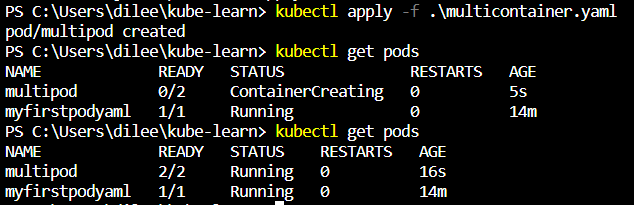 PS C:\Users\dilee\kube-learn> kubectl apply -f .\multicontainer.yaml
pod/multipod created
PS C:\Users\dilee\kube-learn> kubectl get pods
NAME READY STATUS RESTARTS AGE
multipod 0/2 ContainerCreating 0 5s
myfirstpodyaml 1/1 Running 0 14m
PS C:\Users\dilee\kube-learn> kubectl get pods
NAME READY STATUS RESTARTS AGE
multipod 2/2 Running 0 16s
myfirstpodyaml 1/1 Running 0 14m